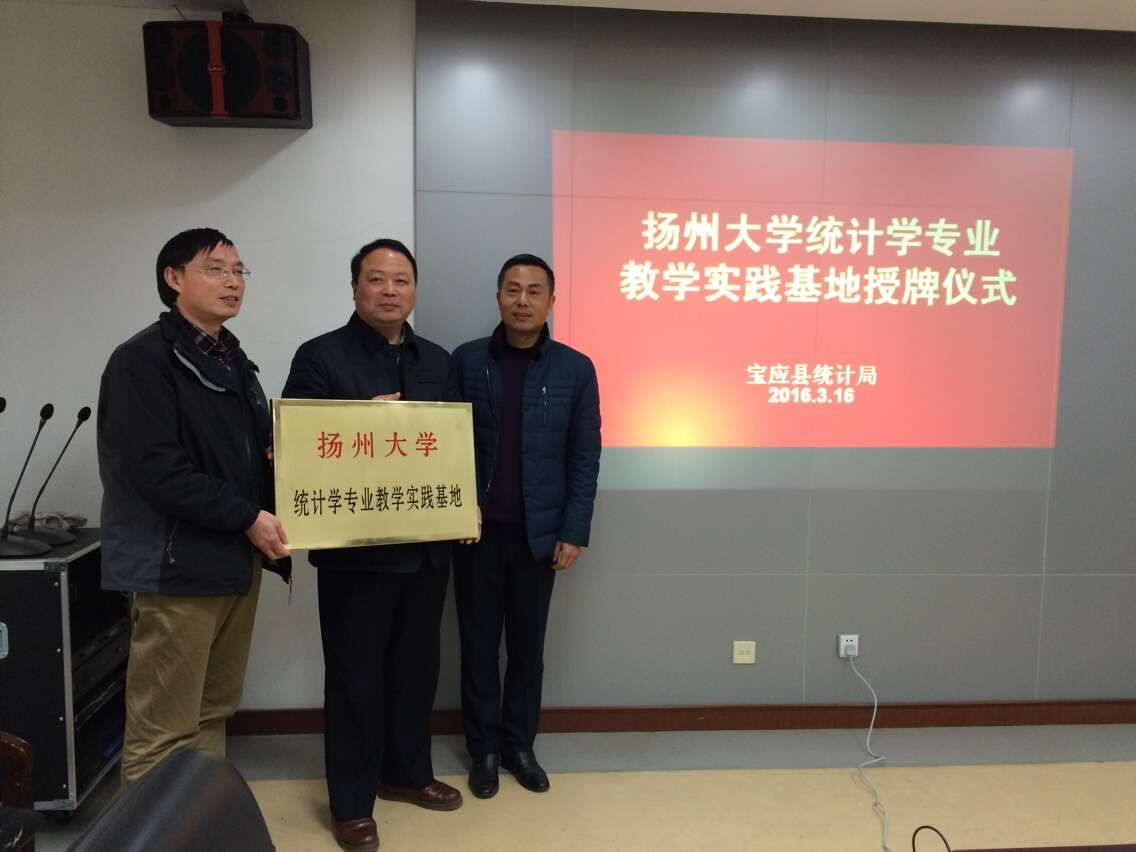 扬州大学统计学专业
教学实践基地授牌仪式
宝应县统计局
2016.3.16
扬州大学
统计学专业教学实践基地